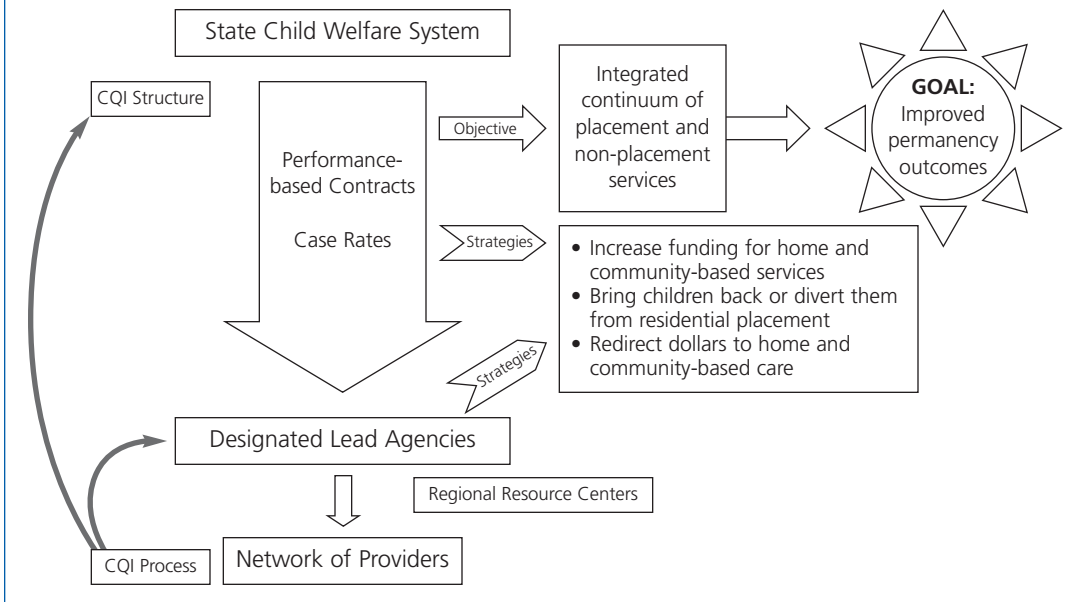 State Child Welfare System
CQI Structure
Performance-
based Contracts
Case Rates
Objective
Integrated
continuum of
placement and
non-placement
services
GOAL:
Improved
permanency
outcomes
Strategies
• Increase funding for home and
community-based services
• Bring children back or divert them
from residential placement
• Redirect dollars to home and
community-based care
Strategies
Designated Lead Agencies
Regional Resource Centers
CQI Process
Network of Providers